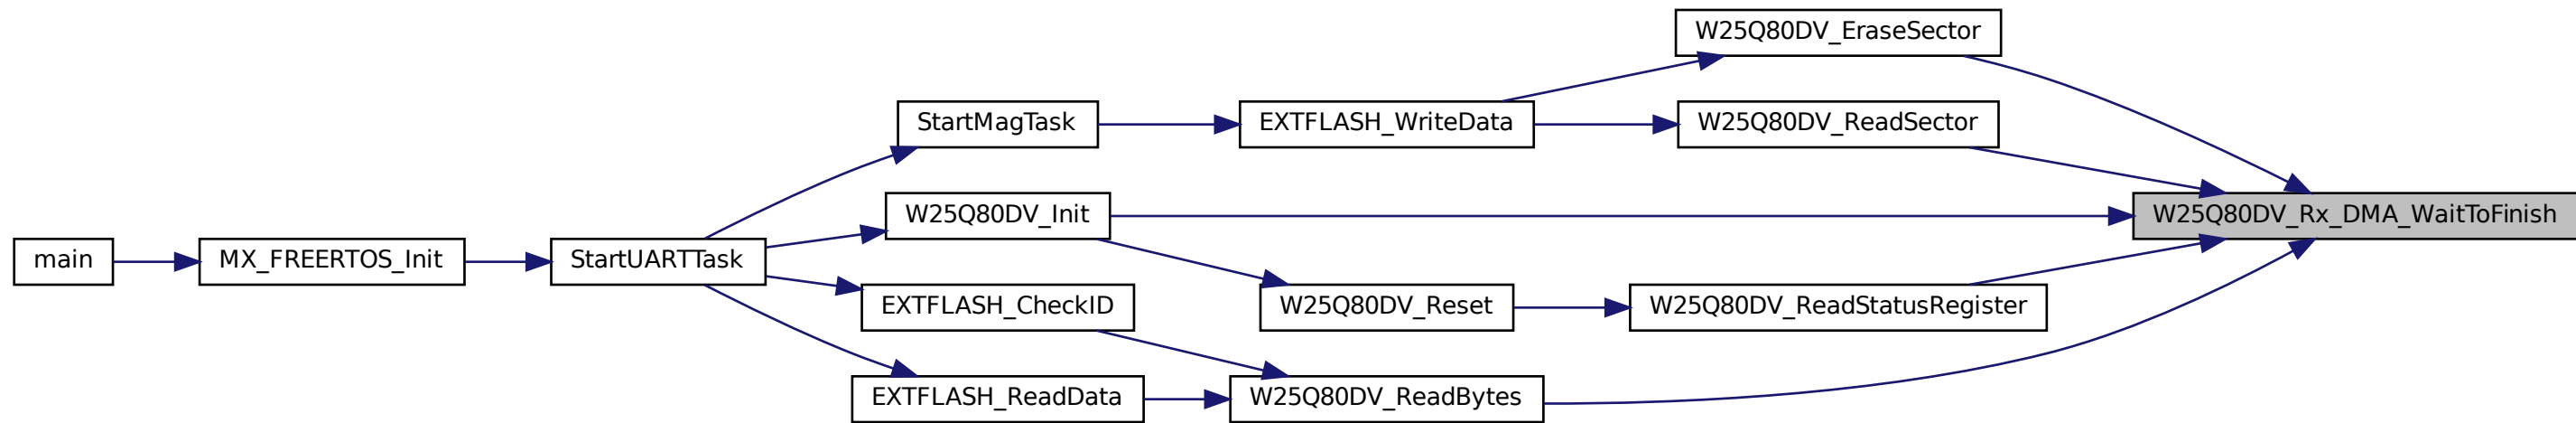 W25Q80DV_EraseSector
StartMagTask
EXTFLASH_WriteData
W25Q80DV_ReadSector
W25Q80DV_Init
W25Q80DV_Rx_DMA_WaitToFinish
main
MX_FREERTOS_Init
StartUARTTask
EXTFLASH_CheckID
W25Q80DV_Reset
W25Q80DV_ReadStatusRegister
EXTFLASH_ReadData
W25Q80DV_ReadBytes